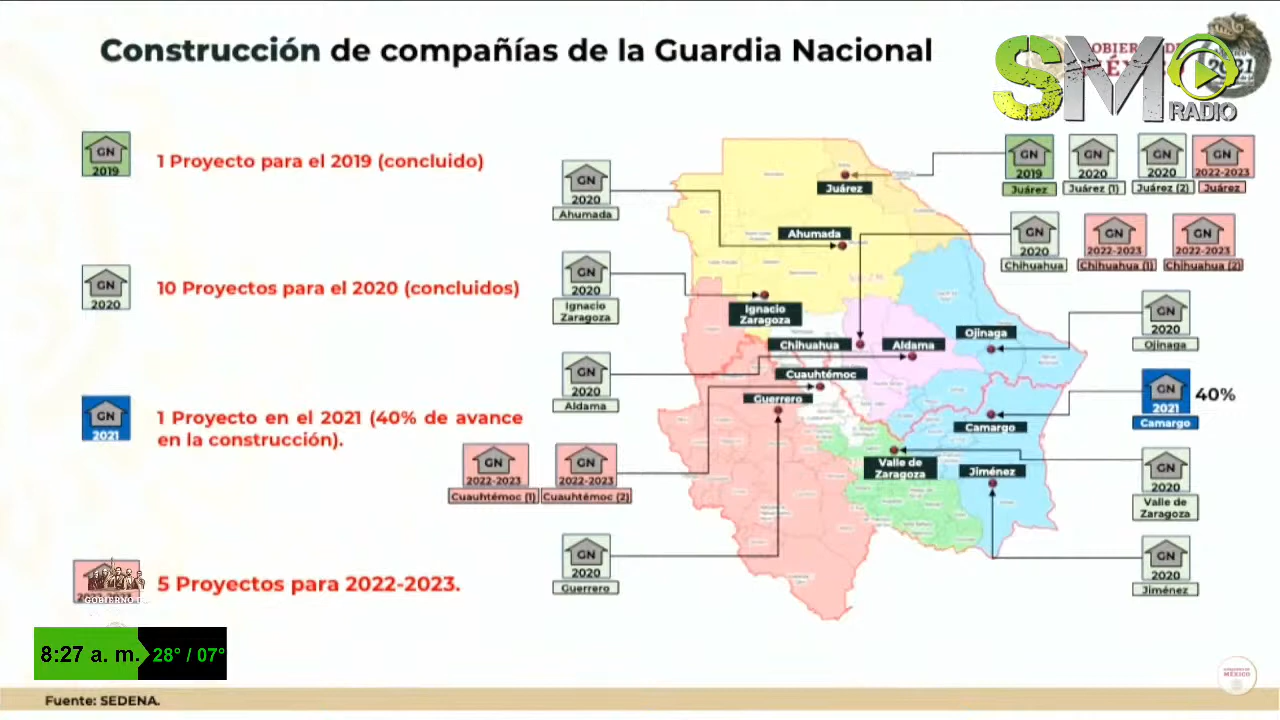 Construcción de compañías de la Guardia Nacional
SM
RADIO
GN
2019
1 Proyecto para el 2019 (concluido)
GN
2020
10 Proyectos para el 2020 (concluidos)
GN
2021
1 Proyecto en el 2021 (40% de avance
en la construcción).
5 Proyectos para 2022-2023.
GN
2020
Ahumada
GN
2020
Ignacio
Zaragoza
GN
2020
Aldama
GN
2022-2023
Cuauhtémoc (1)
GN
2022-2023
Cuauhtémoc (2)
GN
2020
Guerrero
Juárez
Ahumada
Ignacio
Zaragoza
Chihuahua
Aldama
Ojinaga
Cuauhtémoc
Guerrero
Camargo
Valle de
Zaragoza
Jiménez
GN
2019
Juárez
GN
2020
Juárez (1)
GN
2020
Juárez (2)
GN
2022-2023
Juárez
GN
2020
Chihuahua
GN
2022-2023
Chihuahua (1)
GN
2022-2023
Chihuahua (2)
GN
2020
Ojinaga
GN
2021
Camargo
40%
GN
2020
Valle de
Zaragoza
GN
2020
Jiménez
8:27 a. m.
28° / 07°
Fuente: SEDENA.